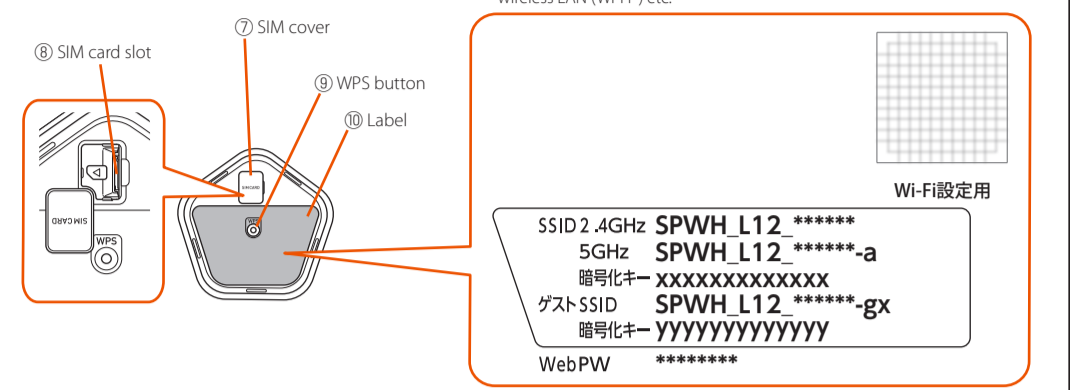 wireless LAN (Wi-Fi®) etc.
⑦ SIM cover
⑧ SIM card slot
⑨ WPS button
⑩ Label
SIM CARD
WPS
SIM CARD
WPS
Wi-Fi設定用
SSID 2.4GHz SPWH_L12_******
5GHz SPWH_L12_******-a
暗号化キー xxxxxxxxxxxxx
ゲストSSID SPWH_L12_******-gx
暗号化キー yyyyyyyyyyyyy
Web PW ********